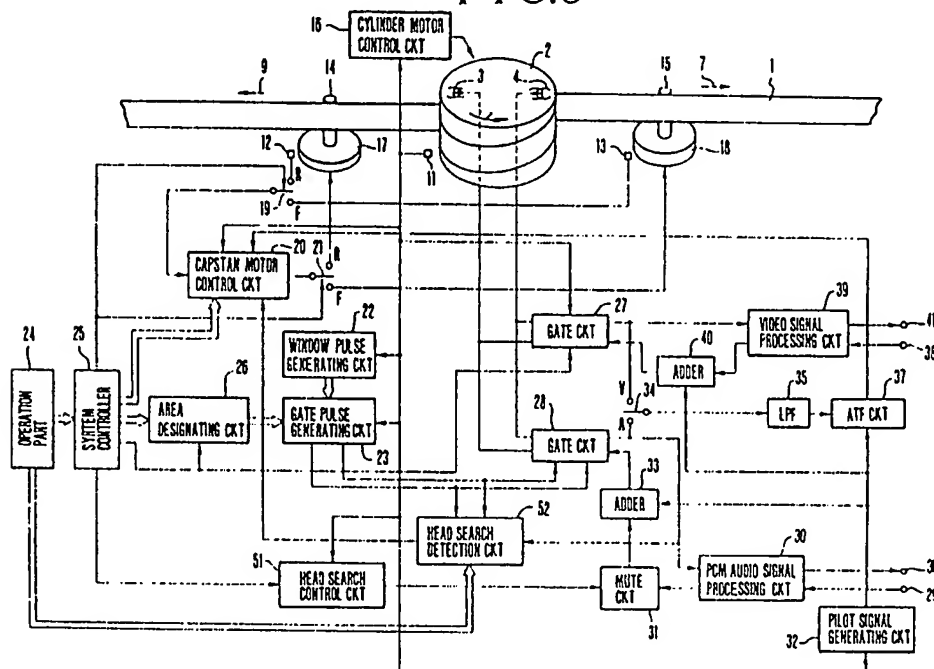 FIG.6
16
CYLINDER MOTOR
CONTROL CKT
2
9
14
3
4
15
7
1
12
17
11
13
18
R
19
F
20
CAPSTAN MOTOR
CONTROL CKT
21
R
F
22
WINDOW PULSE
GENERATING CKT
27
GATE CKT
39
VIDEO SIGNAL
PROCESSING CKT
41
40
ADDER
24
OPERATION
PART
25
SYSTEM
CONTROLLER
26
AREA
DESIGNATING CKT
GATE PULSE
GENERATING CKT
23
28
GATE CKT
V
34
A
35
LPF
37
ATF CKT
33
ADDER
52
HEAD SEARCH
DETECTION CKT
51
HEAD SEARCH
CONTROL CKT
MUTE
CKT
31
30
PCM AUDIO SIGNAL
PROCESSING CKT
29
32
PILOT SIGNAL
GENERATING CKT